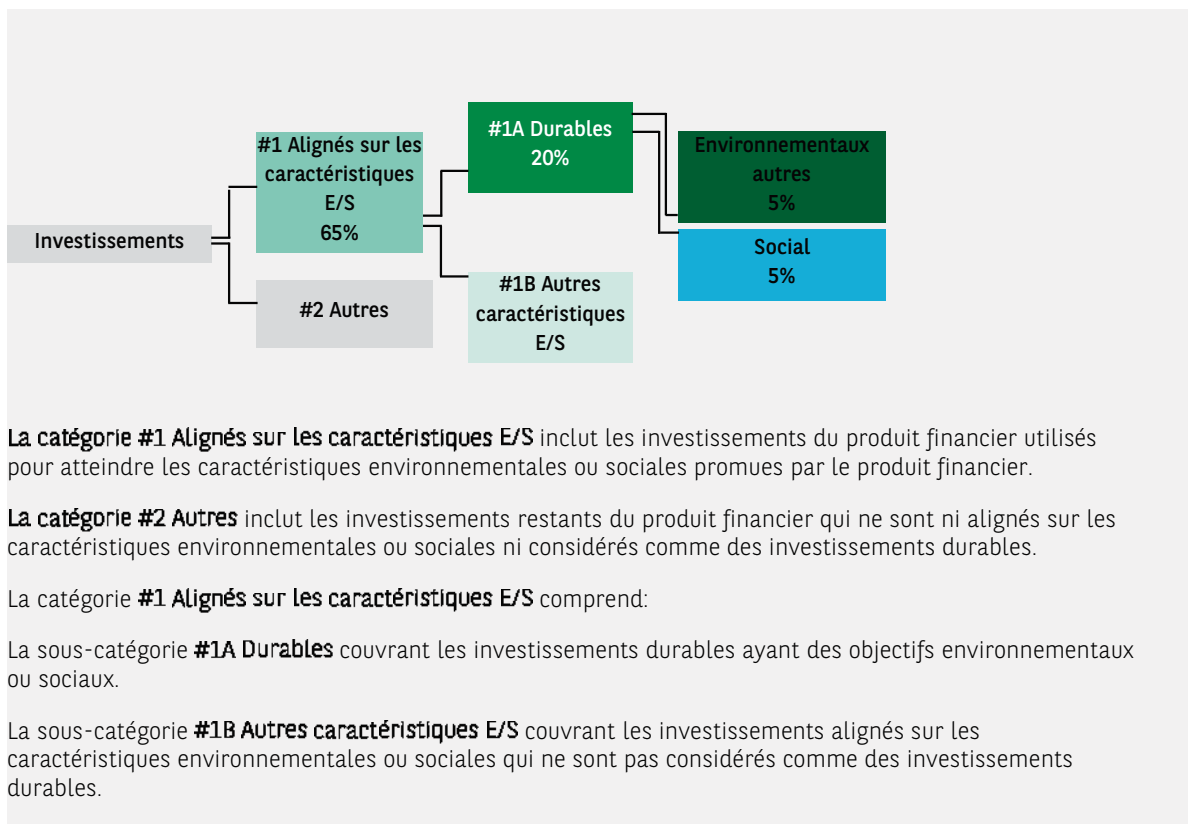 #1A Durables
20%
#1 Alignés sur les
caractéristiques
E/S
65%
Environnementaux
autres
5%
Investissements
Social
5%
#2 Autres
#1B Autres
caractéristiques
E/S
La catégorie #1 Alignés sur les caractéristiques E/S inclut les investissements du produit financier utilisés
pour atteindre les caractéristiques environnementales ou sociales promues par le produit financier.
La catégorie #2 Autres inclut les investissements restants du produit financier qui ne sont ni alignés sur les
caractéristiques environnementales ou sociales ni considérés comme des investissements durables.
La catégorie #1 Alignés sur les caractéristiques E/S comprend:
La sous-catégorie #1A Durables couvrant les investissements durables ayant des objectifs environnementaux
ou sociaux.
La sous-catégorie #1B Autres caractéristiques E/S couvrant les investissements alignés sur les
caractéristiques environnementales ou sociales qui ne sont pas considérés comme des investissements
durables.